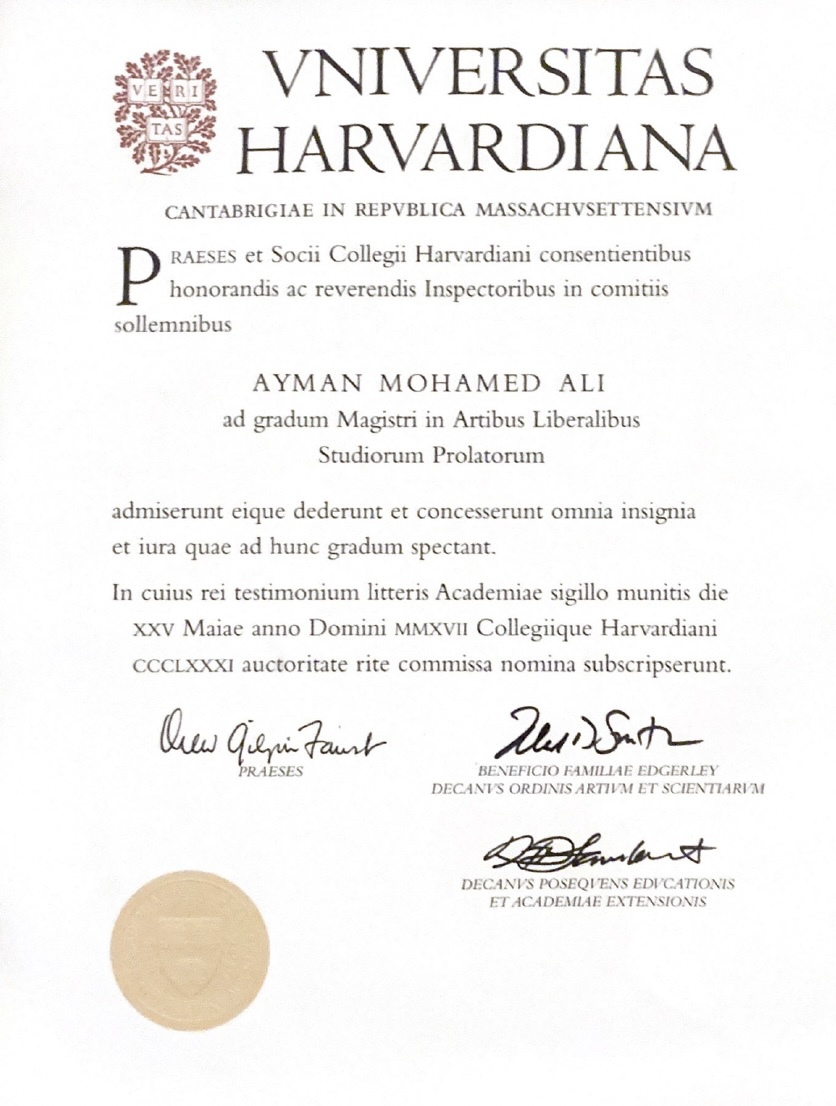 VE RI
TAS
VNIVERSITAS
HARVARDIANA
CANTABRIGIAE IN REPVBLICA MASSACHVSETTENSIVM
PRAESES et Socii Collegii Harvardiani consentientibus
honorandis ac reverendis Inspectoribus in comitiis
sollemnibus
AYMAN MOHAMED ALI
ad gradum Magistri in Artibus Liberalibus
Studiorum Prolatorum
admiserunt eique dederunt et concesserunt omnia insignia
et iura quae ad hunc gradum spectant.
In cuius rei testimonium litteris Academiae sigillo munitis die
XXV Maiae anno Domini MMXVII Collegiique Harvardiani
CCCLXXXI auctoritate rite commissa nomina subscripserunt.
Drew Gilpin Faust
PRAESES
BENEFICIO FAMILIAE EDGERLEY
DECANVS ORDINIS ARTIVM ET SCIENTIARVM
DECANVS POSEQVENS EDVCATIONIS
ET ACADEMIAE EXTENSIONIS